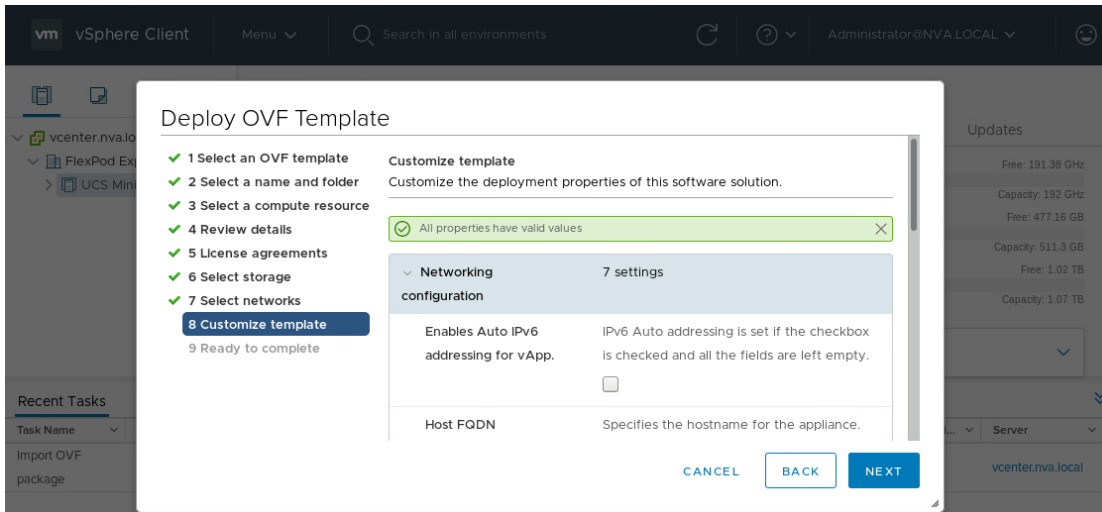 vm vSphere Client Menu Search in all environments Administrator@NVA.LOCAL
Updates
vcenter.nva.lo
FlexPod Exp
UCS Mini
Free: 191.38 GHz
Capacity: 192 GHz
Free: 477.16 GB
Capacity: 511.3 GB
Free: 1.02 TB
Capacity: 1.07 TB
Deploy OVF Template
1 Select an OVF template
2 Select a name and folder
3 Select a compute resource
4 Review details
5 License agreements
6 Select storage
7 Select networks
8 Customize template
9 Ready to complete
Customize template
Customize the deployment properties of this software solution.
All properties have valid values
Networking configuration 7 settings
Enables Auto IPv6 IPv6 Auto addressing is set if the checkbox
addressing for vApp. is checked and all the fields are left empty.
Host FQDN Specifies the hostname for the appliance.
CANCEL BACK NEXT
Recent Tasks
Task Name Server
Import OVF
package
vcenter.nva.local